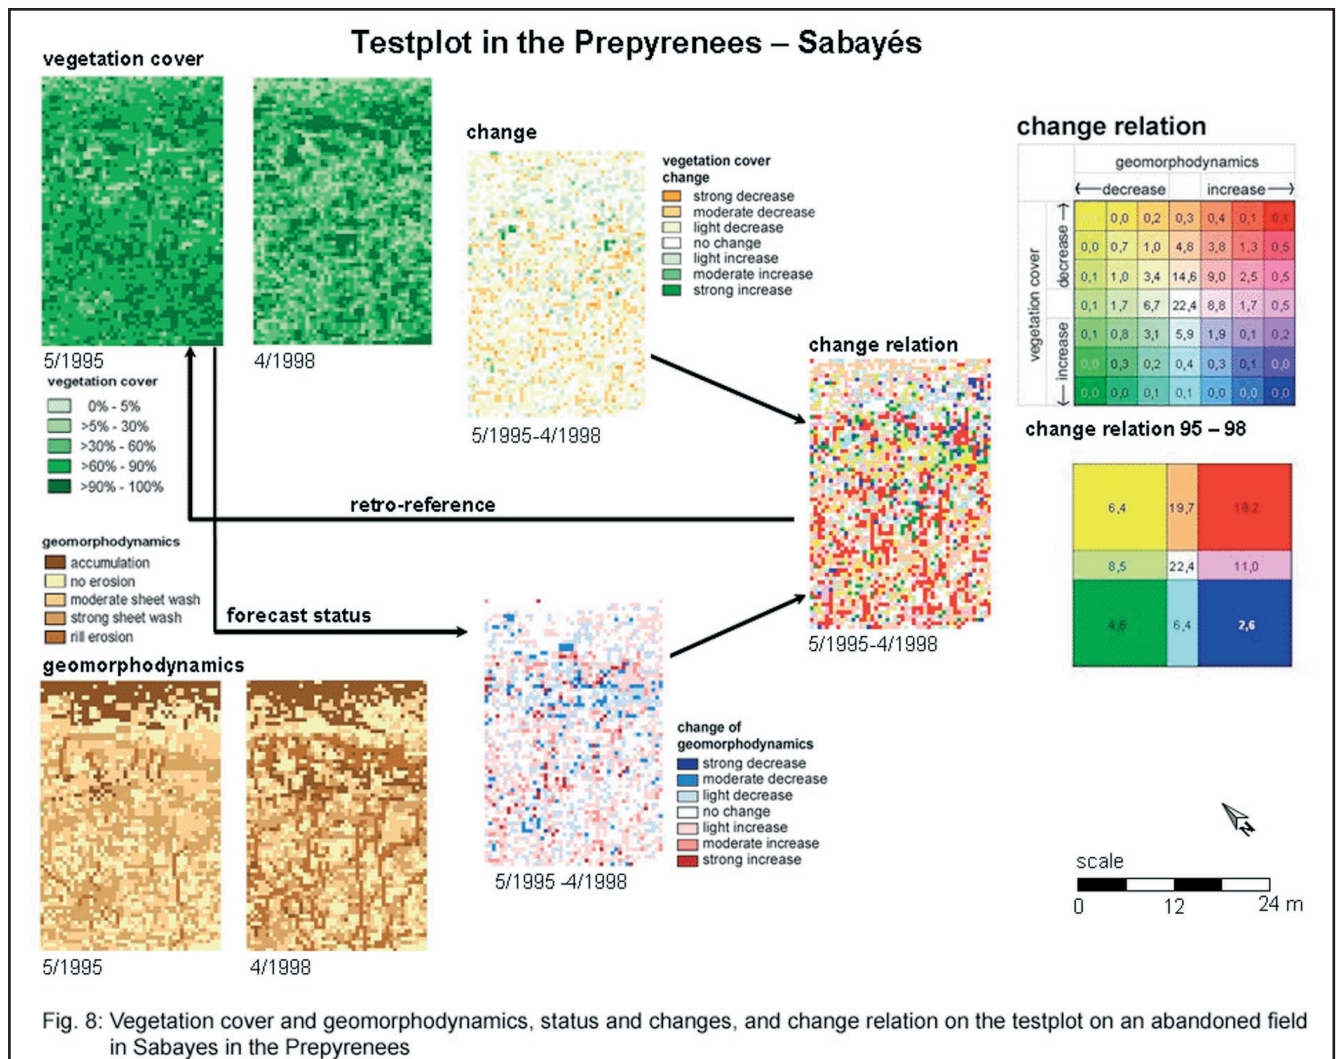 Testplot in the Prepyrenees – Sabayés
vegetation cover
5/1995
4/1998
vegetation cover
0% - 5%
>5% - 30%
>30% - 60%
>60% - 90%
>90% - 100%
change
5/1995-4/1998
vegetation cover
change
strong decrease
moderate decrease
light decrease
no change
light increase
moderate increase
strong increase
change relation
5/1995-4/1998
retro-reference
forecast status
geomorphodynamics
accumulation
no erosion
moderate sheet wash
strong sheet wash
rill erosion
geomorphodynamics
5/1995
4/1998
5/1995 -4/1998
change of
geomorphodynamics
strong decrease
moderate decrease
light decrease
no change
light increase
moderate increase
strong increase
change relation
geomorphodynamics
decrease increase
vegetation cover
decrease
increase
0,0 0,2 0,3 0,4 0,1 0,1
0,0 0,7 1,0 4,8 3,8 1,3 0,5
0,1 1,0 3,4 14,6 9,0 2,5 0,5
0,1 1,7 6,7 22,4 8,8 1,7 0,5
0,1 0,8 3,1 5,9 1,9 0,1 0,2
0,0 0,3 0,2 0,4 0,3 0,1 0,0
0,0 0,0 0,1 0,1 0,0 0,0 0,0
change relation 95 – 98
6,4 19,7 18,2
8,5 22,4 11,0
6,4 2,6
N
scale
0 12 24 m
Fig. 8: Vegetation cover and geomorphodynamics, status and changes, and change relation on the testplot on an abandoned field
in Sabayes in the Prepyrenees